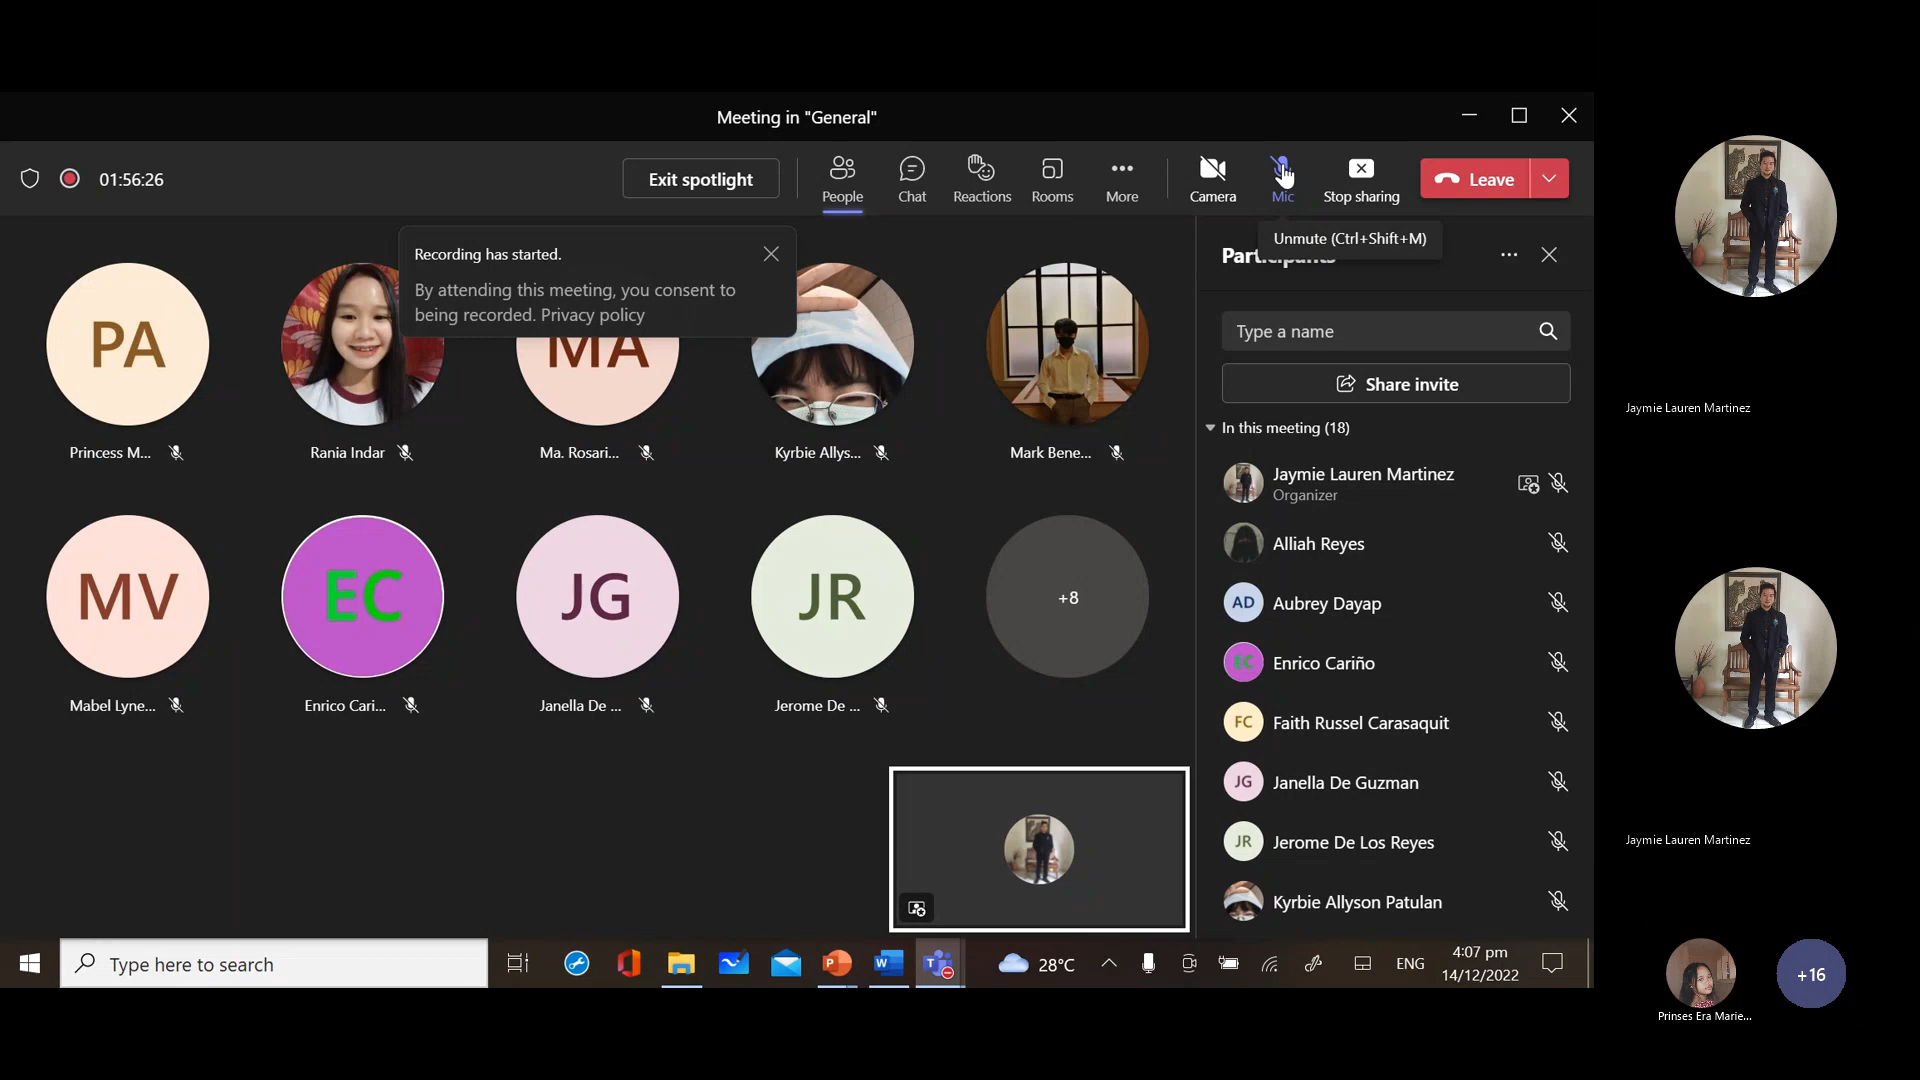 Meeting in "General"
01:56:26
Exit spotlight
People
Chat
Reactions
Rooms
More
Camera
Mic
Stop sharing
Leave
Unmute (Ctrl+Shift+M)
Recording has started.
By attending this meeting, you consent to
being recorded. Privacy policy
PA
MA
Princess M...
Rania Indar
Ma. Rosari...
Kyrbie Allys...
Mark Bene...
MV
EC
JG
JR
+8
Mabel Lyne...
Enrico Cari...
Janella De ...
Jerome De ...
Participants
Type a name
Share invite
In this meeting (18)
Jaymie Lauren Martinez
Organizer
Alliah Reyes
AD Aubrey Dayap
EC Enrico Cariño
FC Faith Russel Carasaquit
JG Janella De Guzman
JR Jerome De Los Reyes
Kyrbie Allyson Patulan
Jaymie Lauren Martinez
Jaymie Lauren Martinez
Prinses Era Marie...
+16
Type here to search
28°C
ENG
4:07 pm
14/12/2022